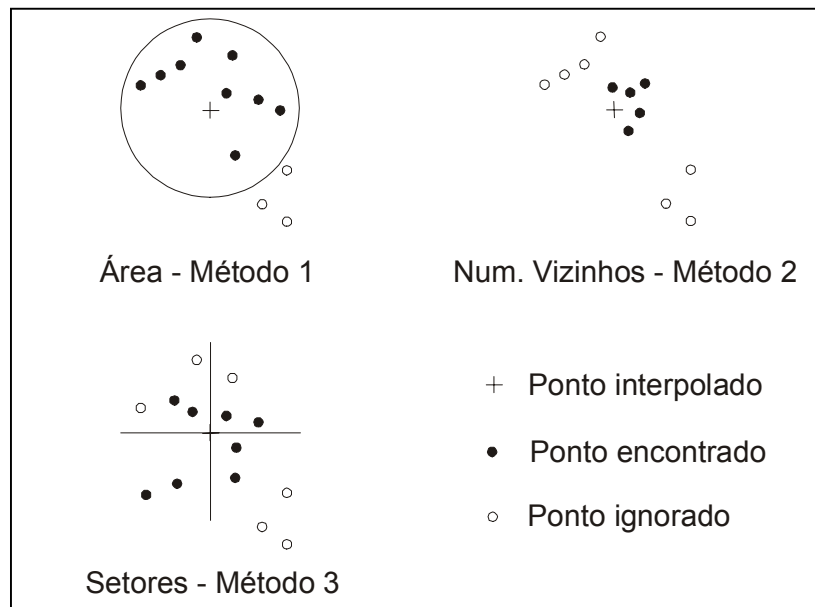 Área - Método 1
Num. Vizinhos - Método 2
Ponto interpolado
Ponto encontrado
Ponto ignorado
Setores - Método 3